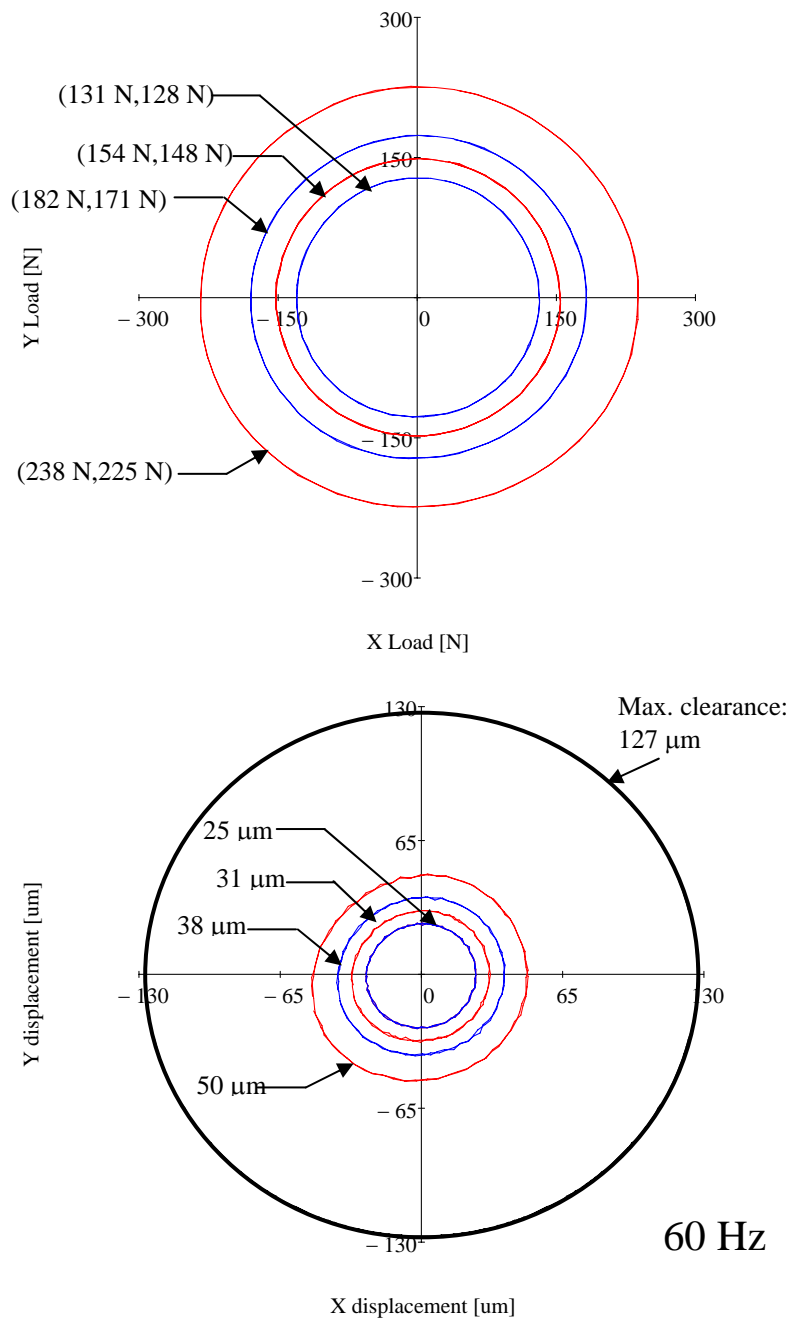 300
(131 N,128 N)
(154 N,148 N)
150
(182 N,171 N)
Y Load [N]
– 300
– 150
0
150
300
– 150
(238 N,225 N)
– 300
X Load [N]
130
Max. clearance:
127 μm
25 μm
65
31 μm
38 μm
Y displacement [um]
– 130
– 65
0
65
130
50 μm
– 65
– 130
60 Hz
X displacement [um]